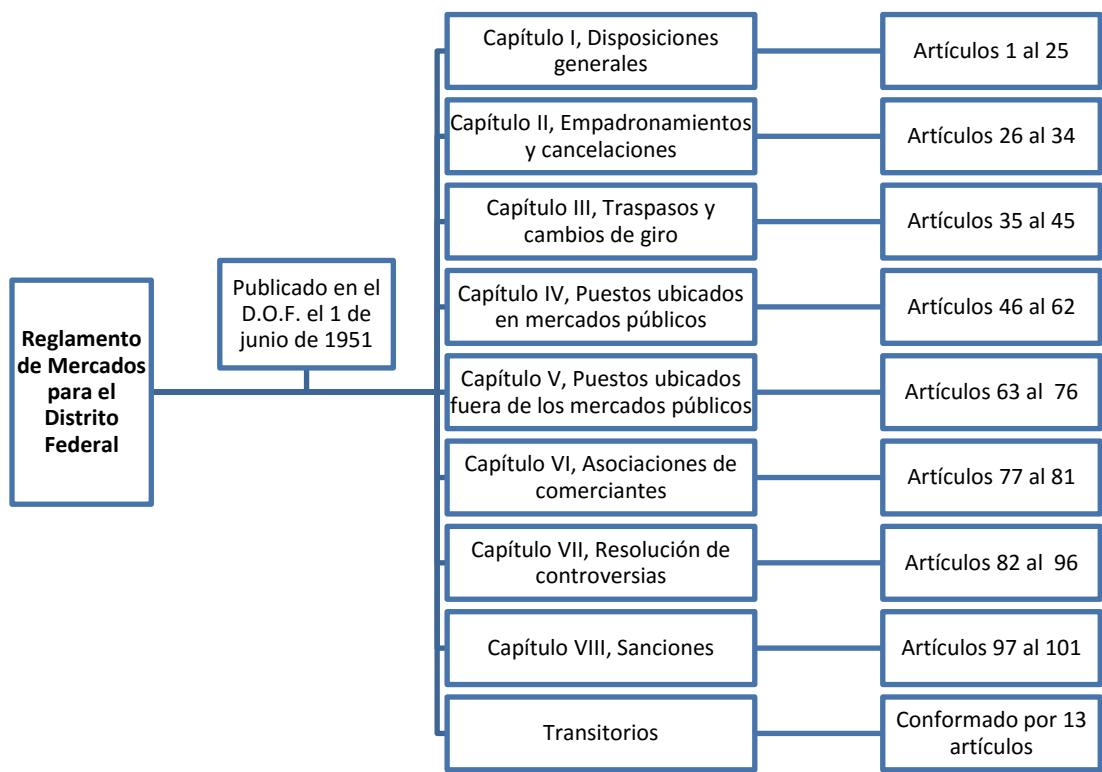 Reglamento
de Mercados
para el
Distrito
Federal
Publicado en el
D.O.F. el 1 de
junio de 1951
Capítulo I, Disposiciones
generales
Artículos 1 al 25
Capítulo II, Empadronamientos
y cancelaciones
Artículos 26 al 34
Capítulo III, Traspasos y
cambios de giro
Artículos 35 al 45
Capítulo IV, Puestos ubicados
en mercados públicos
Artículos 46 al 62
Capítulo V, Puestos ubicados
fuera de los mercados públicos
Artículos 63 al 76
Capítulo VI, Asociaciones de
comerciantes
Artículos 77 al 81
Capítulo VII, Resolución de
controversias
Artículos 82 al 96
Capítulo VIII, Sanciones
Artículos 97 al 101
Transitorios
Conformado por 13
artículos